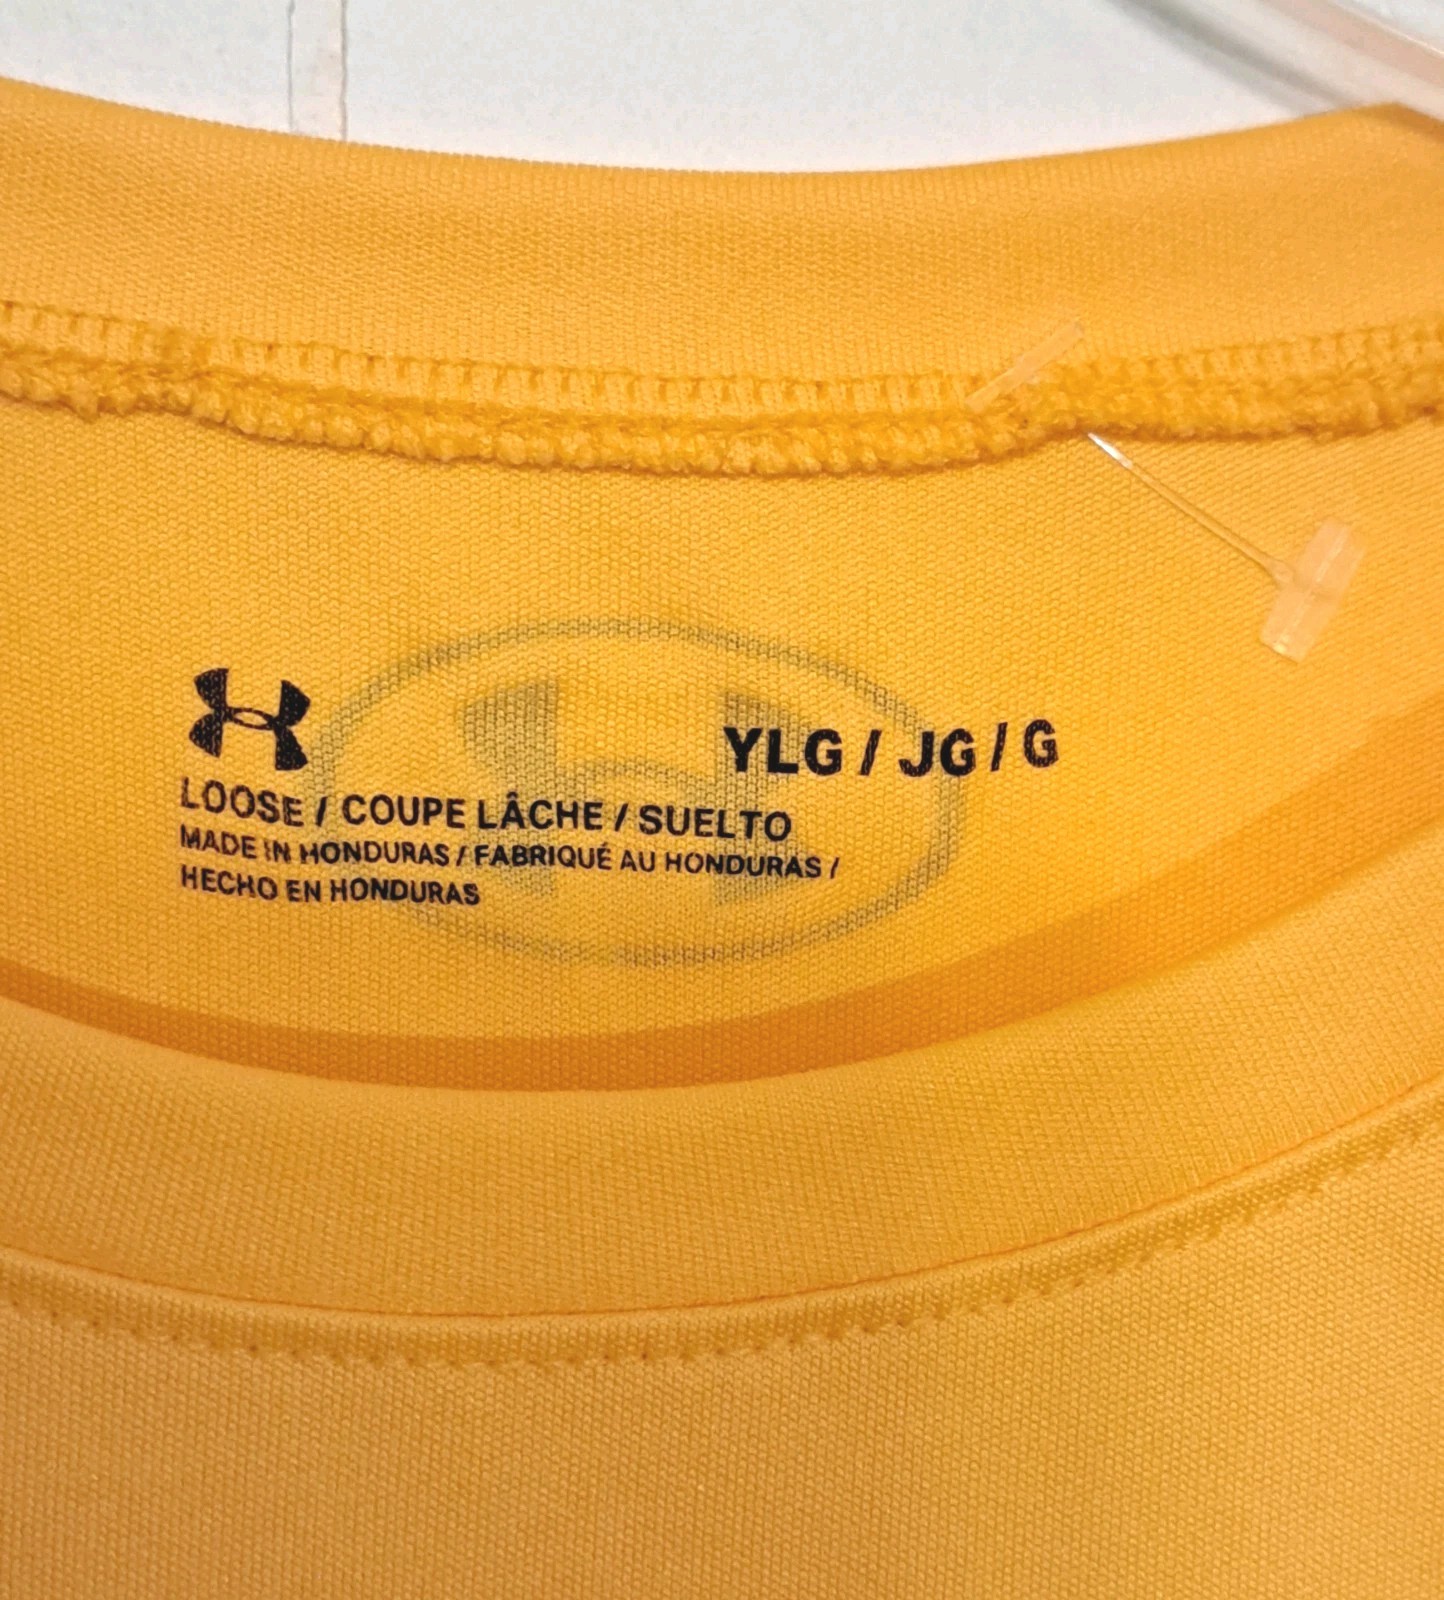 YLG / JG / G
LOOSE / COUPE LÂCHE / SUELTO
MADE IN HONDURAS / FABRIQUÉ AU HONDURAS /
HECHO EN HONDURAS